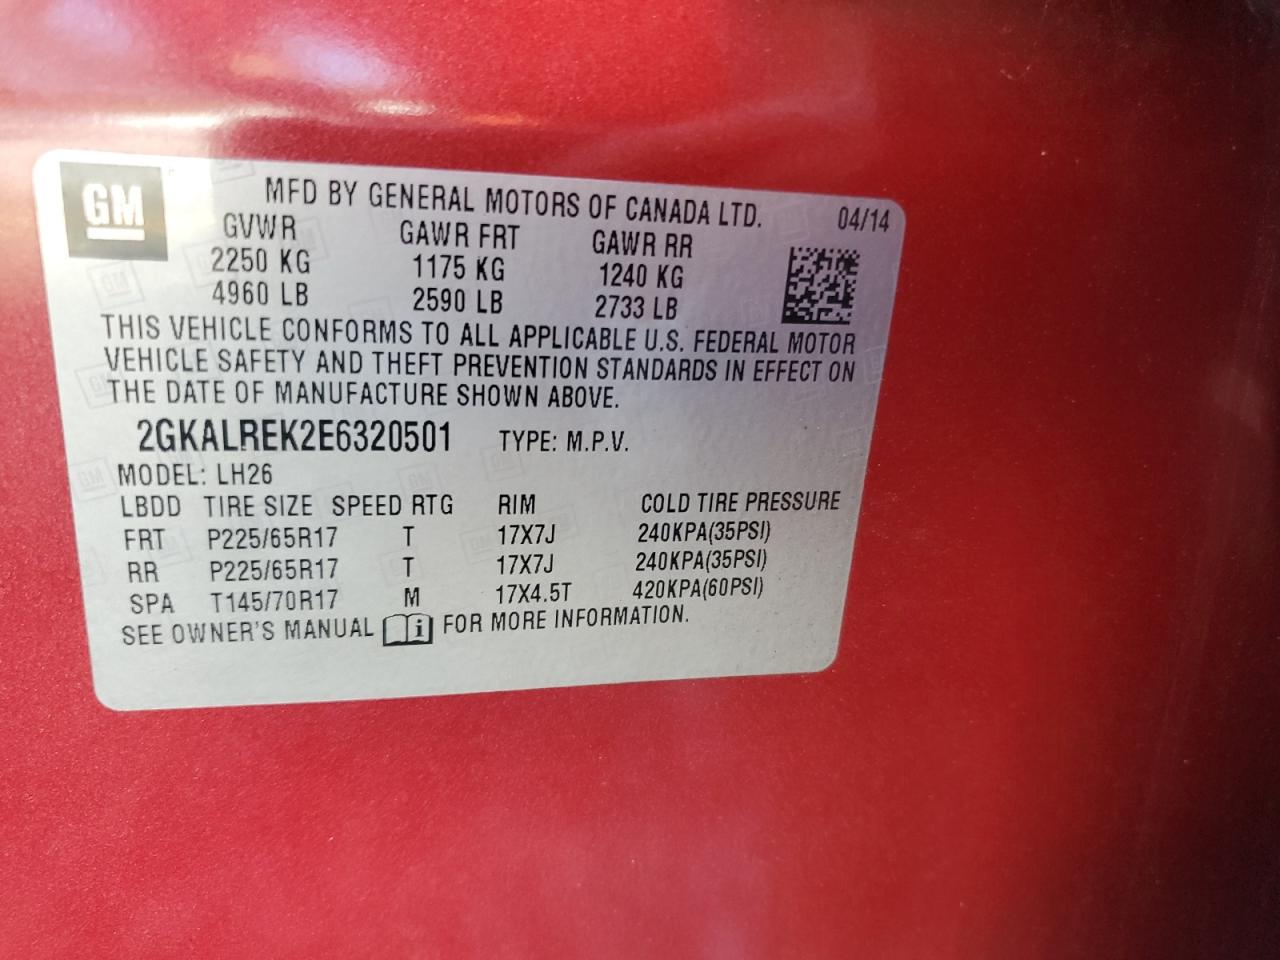 GM
MFD BY GENERAL MOTORS OF CANADA LTD. 04/14
GVWR GAWR FRT GAWR RR
2250 KG 1175 KG 1240 KG
4960 LB 2590 LB 2733 LB
THIS VEHICLE CONFORMS TO ALL APPLICABLE U.S. FEDERAL MOTOR
VEHICLE SAFETY AND THEFT PREVENTION STANDARDS IN EFFECT ON
THE DATE OF MANUFACTURE SHOWN ABOVE.
2GKALREK2E6320501 TYPE: M.P.V.
MODEL: LH26
LBDD TIRE SIZE SPEED RTG RIM COLD TIRE PRESSURE
FRT P225/65R17 T 17X7J 240KPA(35PSI)
RR P225/65R17 T 17X7J 240KPA(35PSI)
SPA T145/70R17 M 17X4.5T 420KPA(60PSI)
SEE OWNER'S MANUAL i FOR MORE INFORMATION.